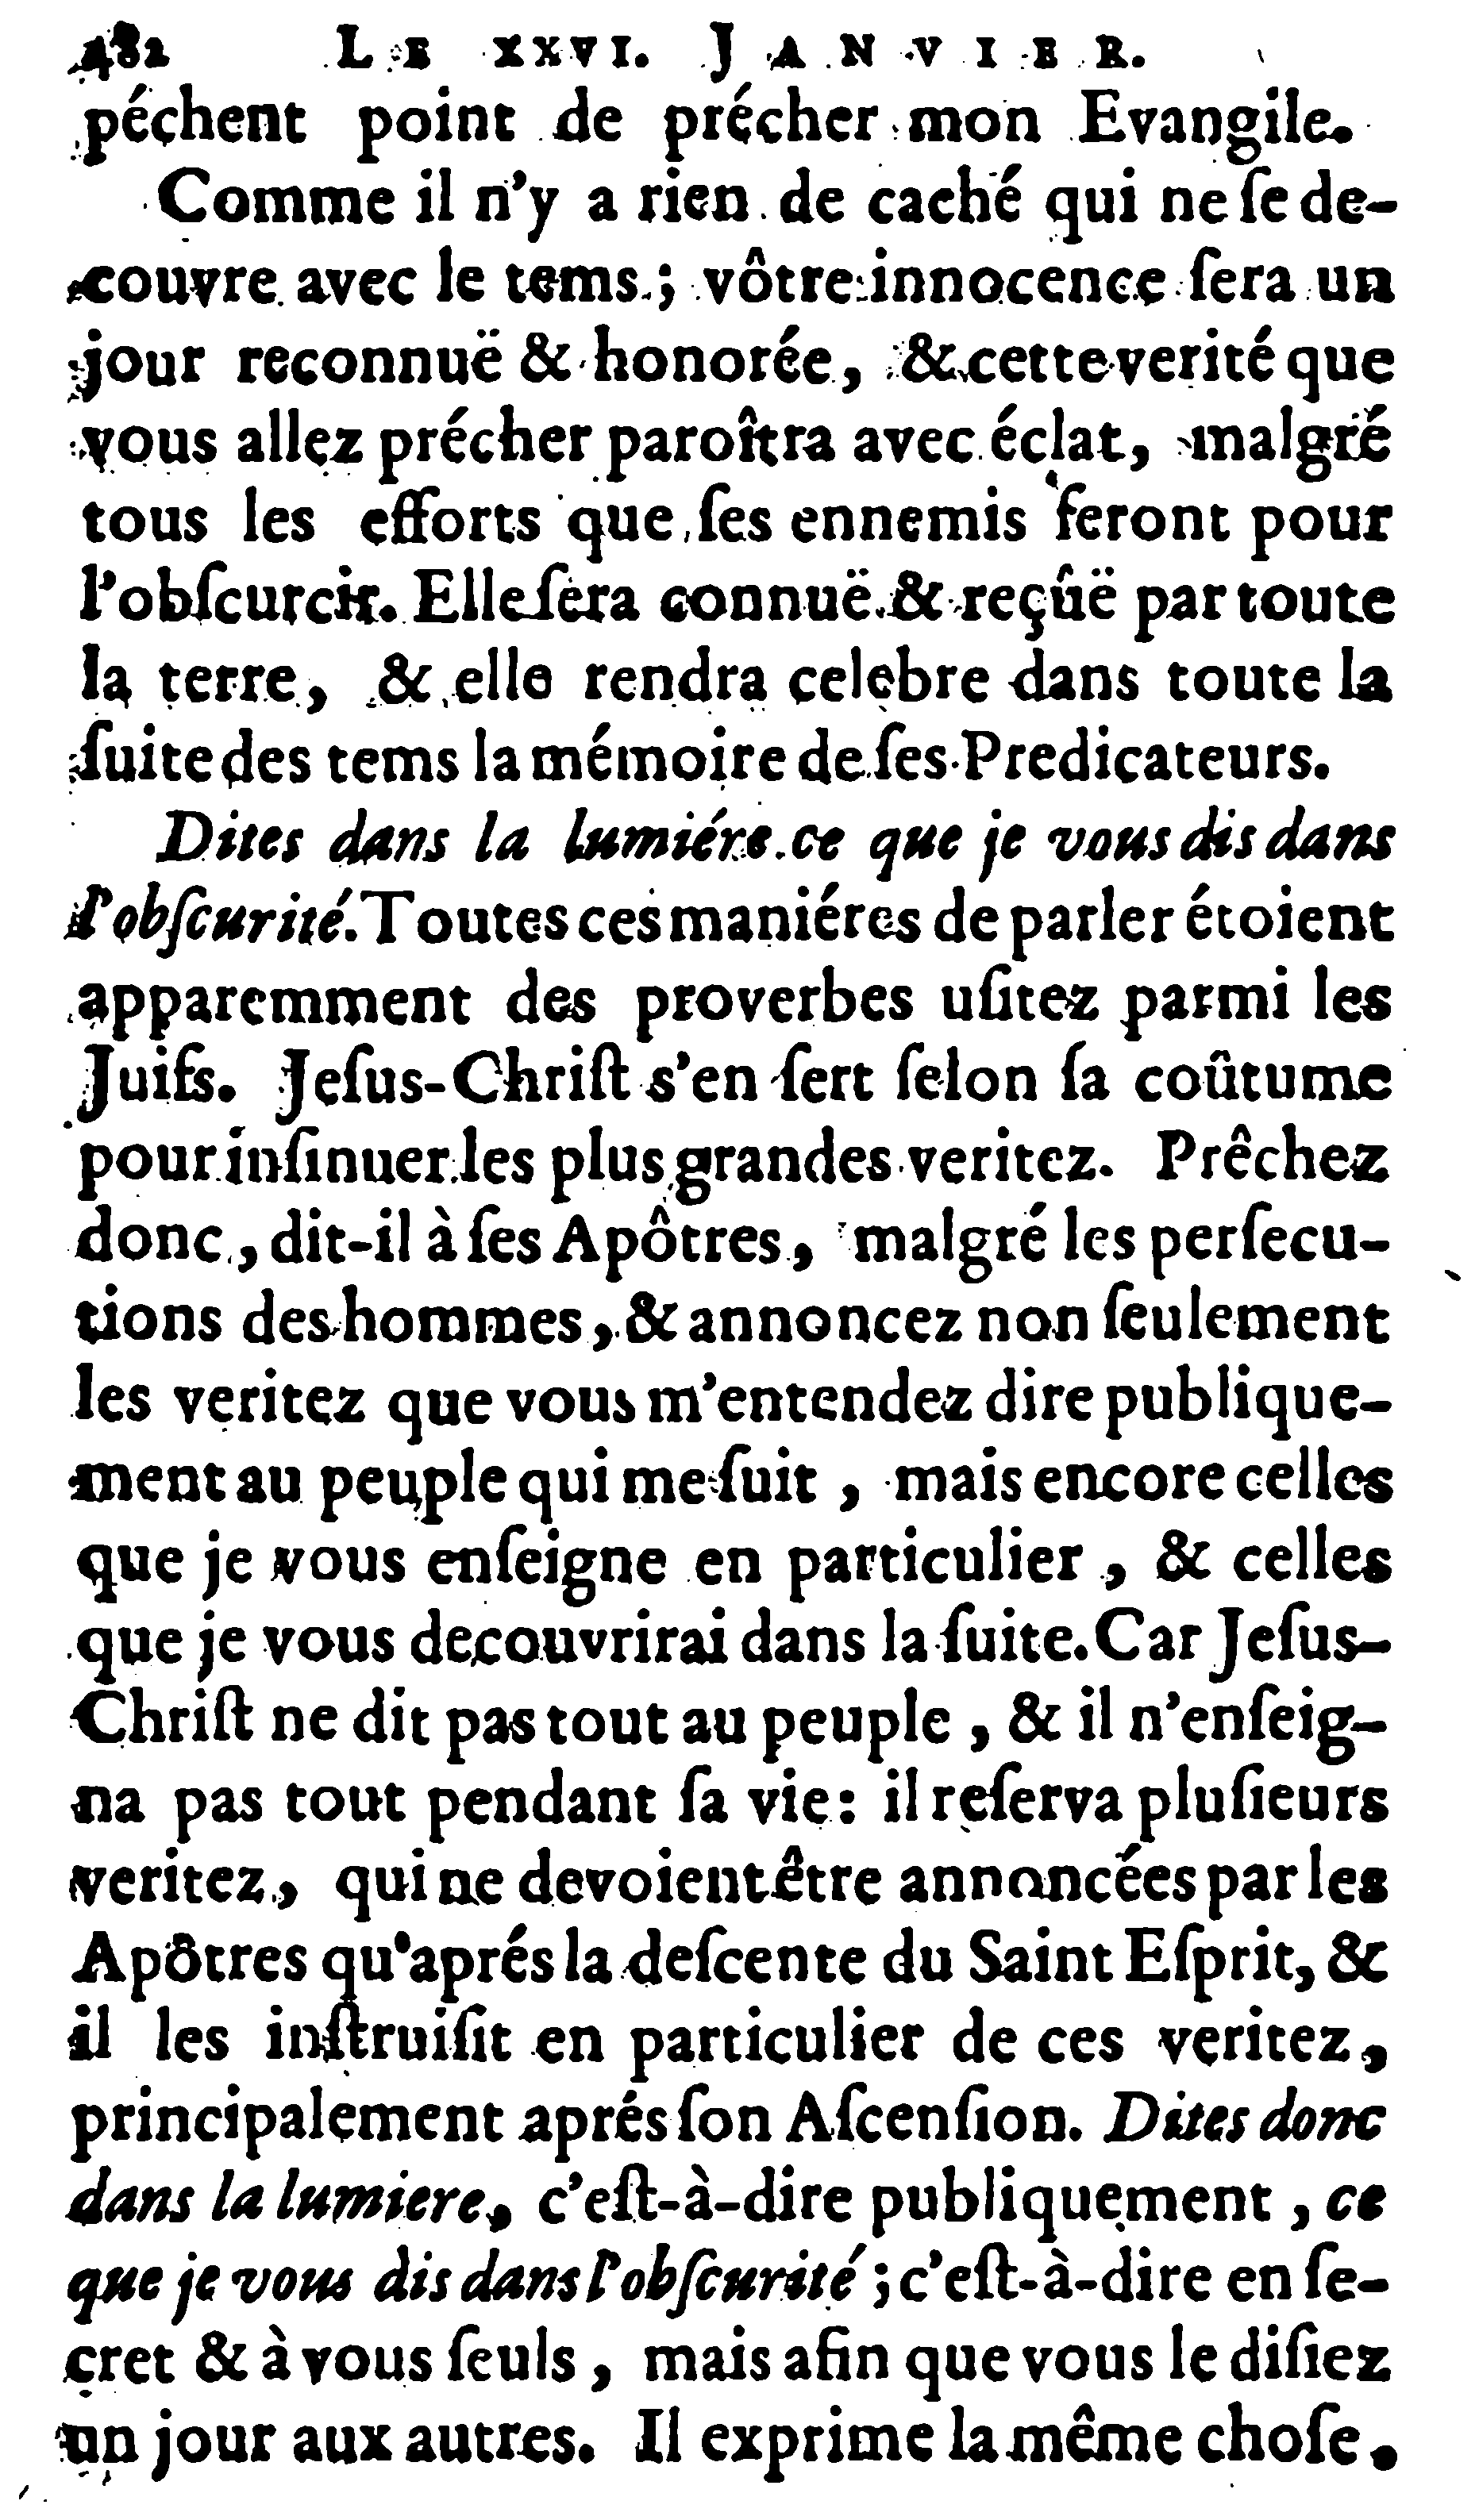 482 LE XXVI. JANVIER.
péchent point de précher mon Evangile.
Comme il n'y a rien de caché qui ne ſe de-
couvre avec le tems; vôtre innocence ſera un
jour reconnuë & honorée, & cette verité que
vous allez précher paroîtra avec éclat, malgré
tous les efforts que ſes ennemis feront pour
l'obſcurcir. Elle ſera connuë & reçûë par toute
la terre, & elle rendra celebre dans toute la
ſuite des tems la mémoire de ſes Predicateurs.
Dites dans la lumiére ce que je vous dis dans
l'obſcurité. Toutes ces maniéres de parler étoient
apparemment des proverbes uſitez parmi les
Juifs. Jeſus-Chriſt s'en ſert ſelon ſa coûtume
pour inſinuer les plus grandes veritez. Prêchez
donc, dit-il à ſes Apôtres, malgré les perſecu-
tions des hommes, & annoncez non ſeulement
les veritez que vous m'entendez dire publique-
ment au peuple qui me ſuit, mais encore celles
que je vous enſeigne en particulier, & celles
que je vous decouvrirai dans la ſuite. Car Jeſus-
Chriſt ne dit pas tout au peuple, & il n'enſeig-
na pas tout pendant ſa vie: il reſerva pluſieurs
veritez, qui ne devoient être annoncées par les
Apôtres qu'aprés la deſcente du Saint Eſprit, &
il les inſtruiſit en particulier de ces veritez,
principalement aprés ſon Aſcenſion. Dites donc
dans la lumiere, c'eſt-à-dire publiquement, ce
que je vous dis dans l'obſcurité; c'eſt-à-dire en ſe-
cret & à vous ſeuls, mais afin que vous le diſiez
un jour aux autres. Il exprime la même choſe.